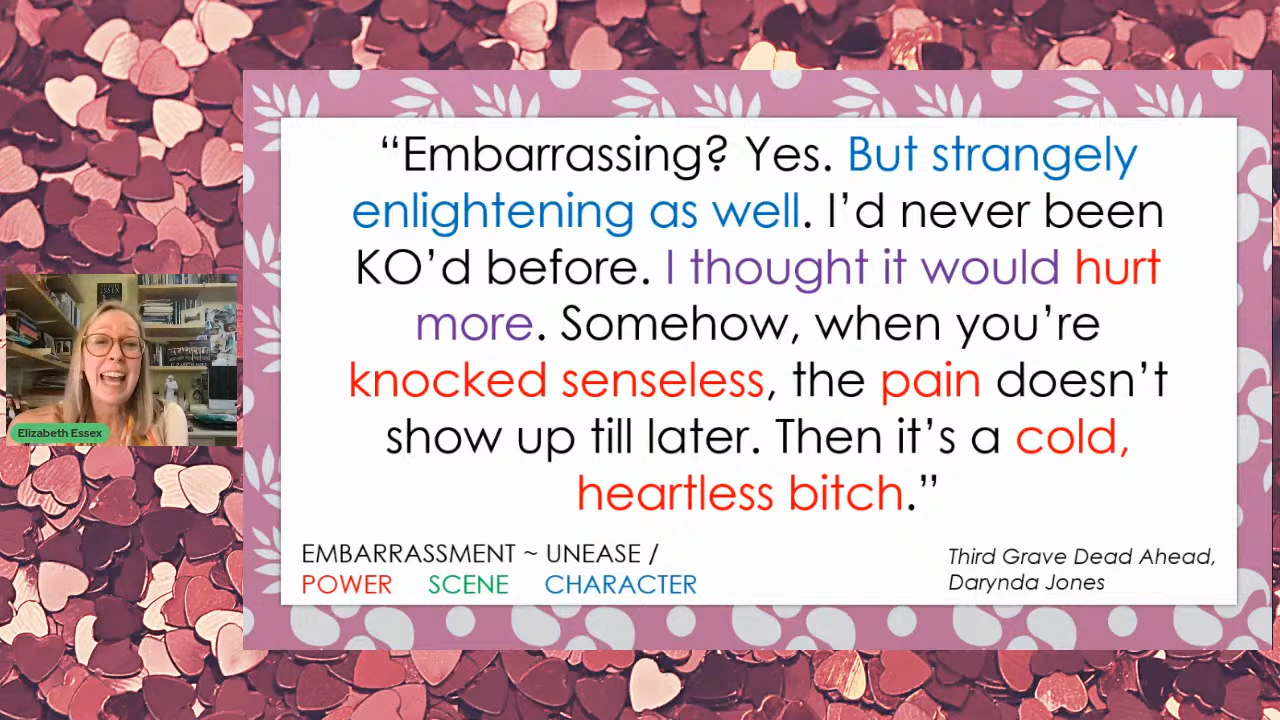 “Embarrassing? Yes. But strangely
enlightening as well. I’d never been
KO’d before. I thought it would hurt
more. Somehow, when you’re
knocked senseless, the pain doesn’t
show up till later. Then it’s a cold,
heartless bitch.”
EMBARRASSMENT ~ UNEASE /
POWER SCENE CHARACTER
Third Grave Dead Ahead,
Darynda Jones
Elizabeth Essex